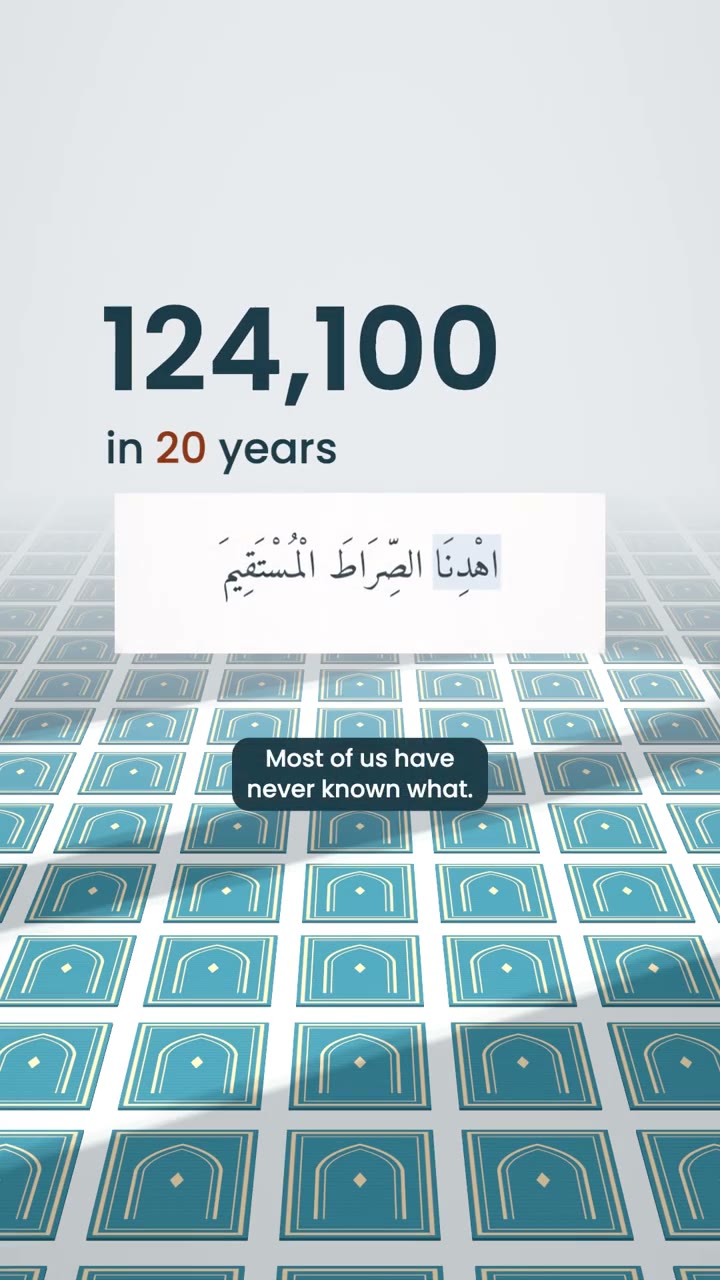 124,100
in 20 years
اهْدِنَا الصِّرَاطَ الْمُسْتَقِيمَ
Most of us have
never known what.